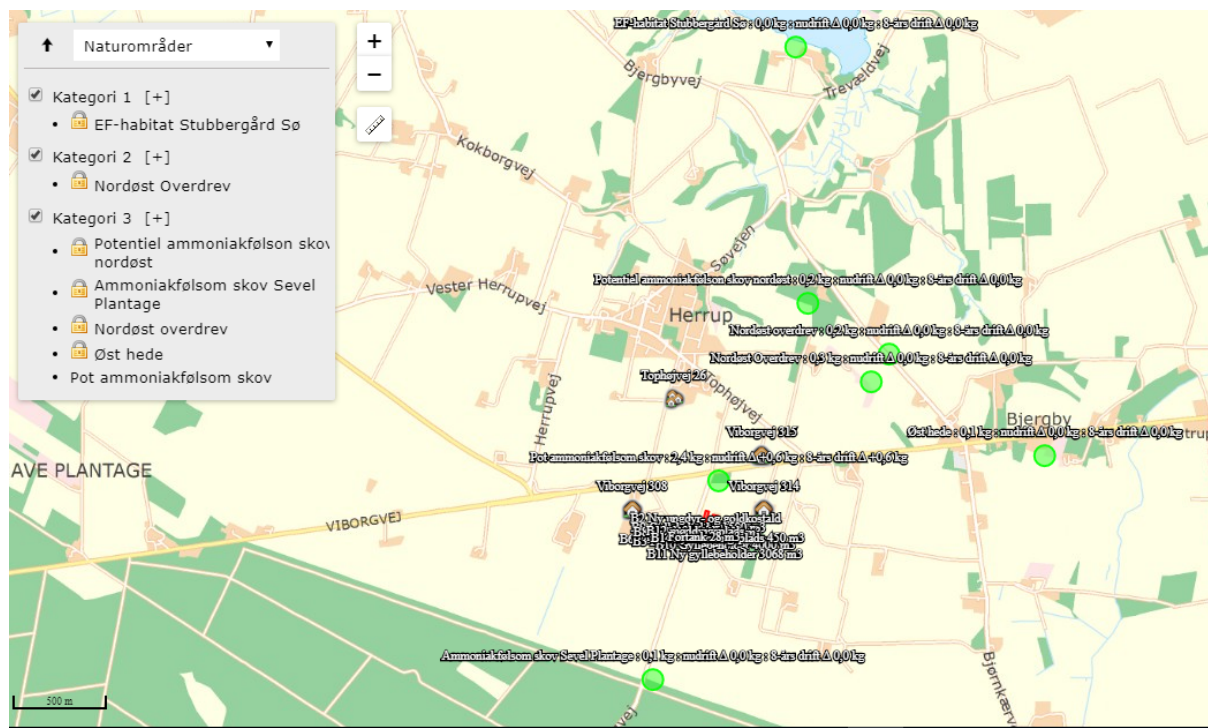 Naturområder
Kategori 1 [+]
EF-habitat Stubbergård Sø
Kategori 2 [+]
Nordøst Overdrev
Kategori 3 [+]
Potentiel ammoniakfølson skov
nordøst
Ammoniakfølsom skov Sevel
Plantage
Nordøst overdrev
Øst hede
Pot ammoniakfølsom skov
+
−
EF-habitat Stubbergård Sø : 0,0 kg : nudrift Δ 0,0 kg : 8-års drift Δ 0,0 kg
Bjergbyvej
Trevældvej
Kokborgvej
Søvejen
Potentiel ammoniakfølson skov nordøst : 0,2 kg : nudrift Δ 0,0 kg : 8-års drift Δ 0,0 kg
Vester Herrupvej
Herrup
Nordøst overdrev : 0,2 kg : nudrift Δ 0,0 kg : 8-års drift Δ 0,0 kg
Nordøst Overdrev : 0,3 kg : nudrift Δ 0,0 kg : 8-års drift Δ 0,0 kg
Tophøjvej 26
Tophøjvej
Herrupvej
Bjergby
Viborgvej 315
Øst hede : 0,1 kg : nudrift Δ 0,0 kg : 8-års drift Δ 0,0 kg
trup
Pot ammoniakfølsom skov : 2,4 kg : nudrift Δ +0,6 kg : 8-års drift Δ +0,6 kg
AVE PLANTAGE
Viborgvej 308
Viborgvej 314
VIBORGVEJ
B2 Ny ungdyr- og goldkostald
B1 Fortank 28 m3
450 m3
B11 Ny gyllebeholder 3068 m3
Ammoniakfølsom skov Sevel Plantage : 0,1 kg : nudrift Δ 0,0 kg : 8-års drift Δ 0,0 kg
Bjørnkærvej
500 m
vej